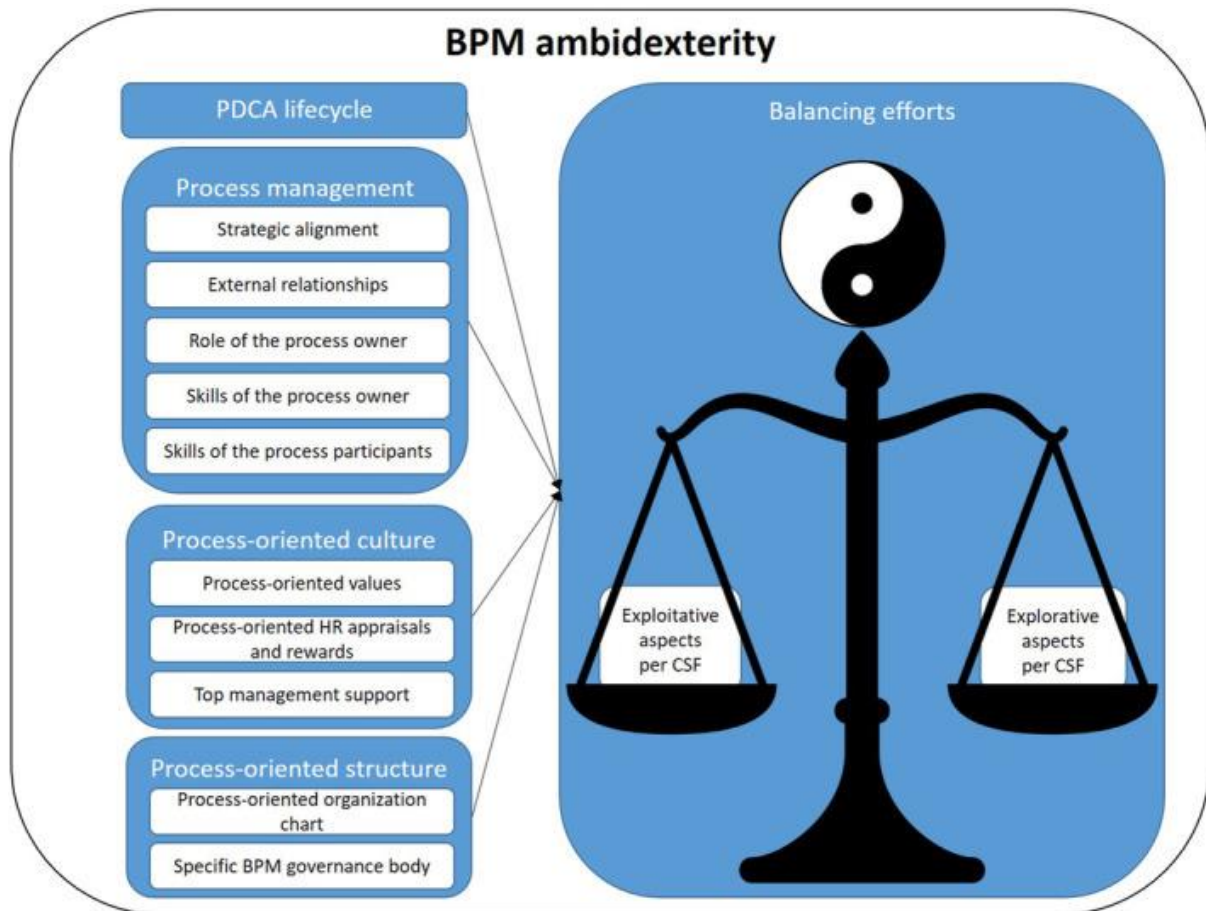 BPM ambidexterity
PDCA lifecycle
Process management
Strategic alignment
External relationships
Role of the process owner
Skills of the process owner
Skills of the process participants
Process-oriented culture
Process-oriented values
Process-oriented HR appraisals
and rewards
Top management support
Process-oriented structure
Process-oriented organization
chart
Specific BPM governance body
Balancing efforts
Exploitative
aspects
per CSF
Explorative
aspects
per CSF